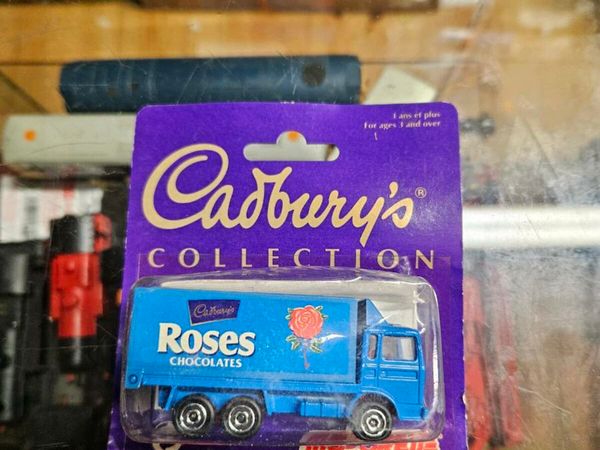 3 ans et plus
For ages 3 and over
Cadbury's®
COLLECTION
Cadbury's
Roses
CHOCOLATES